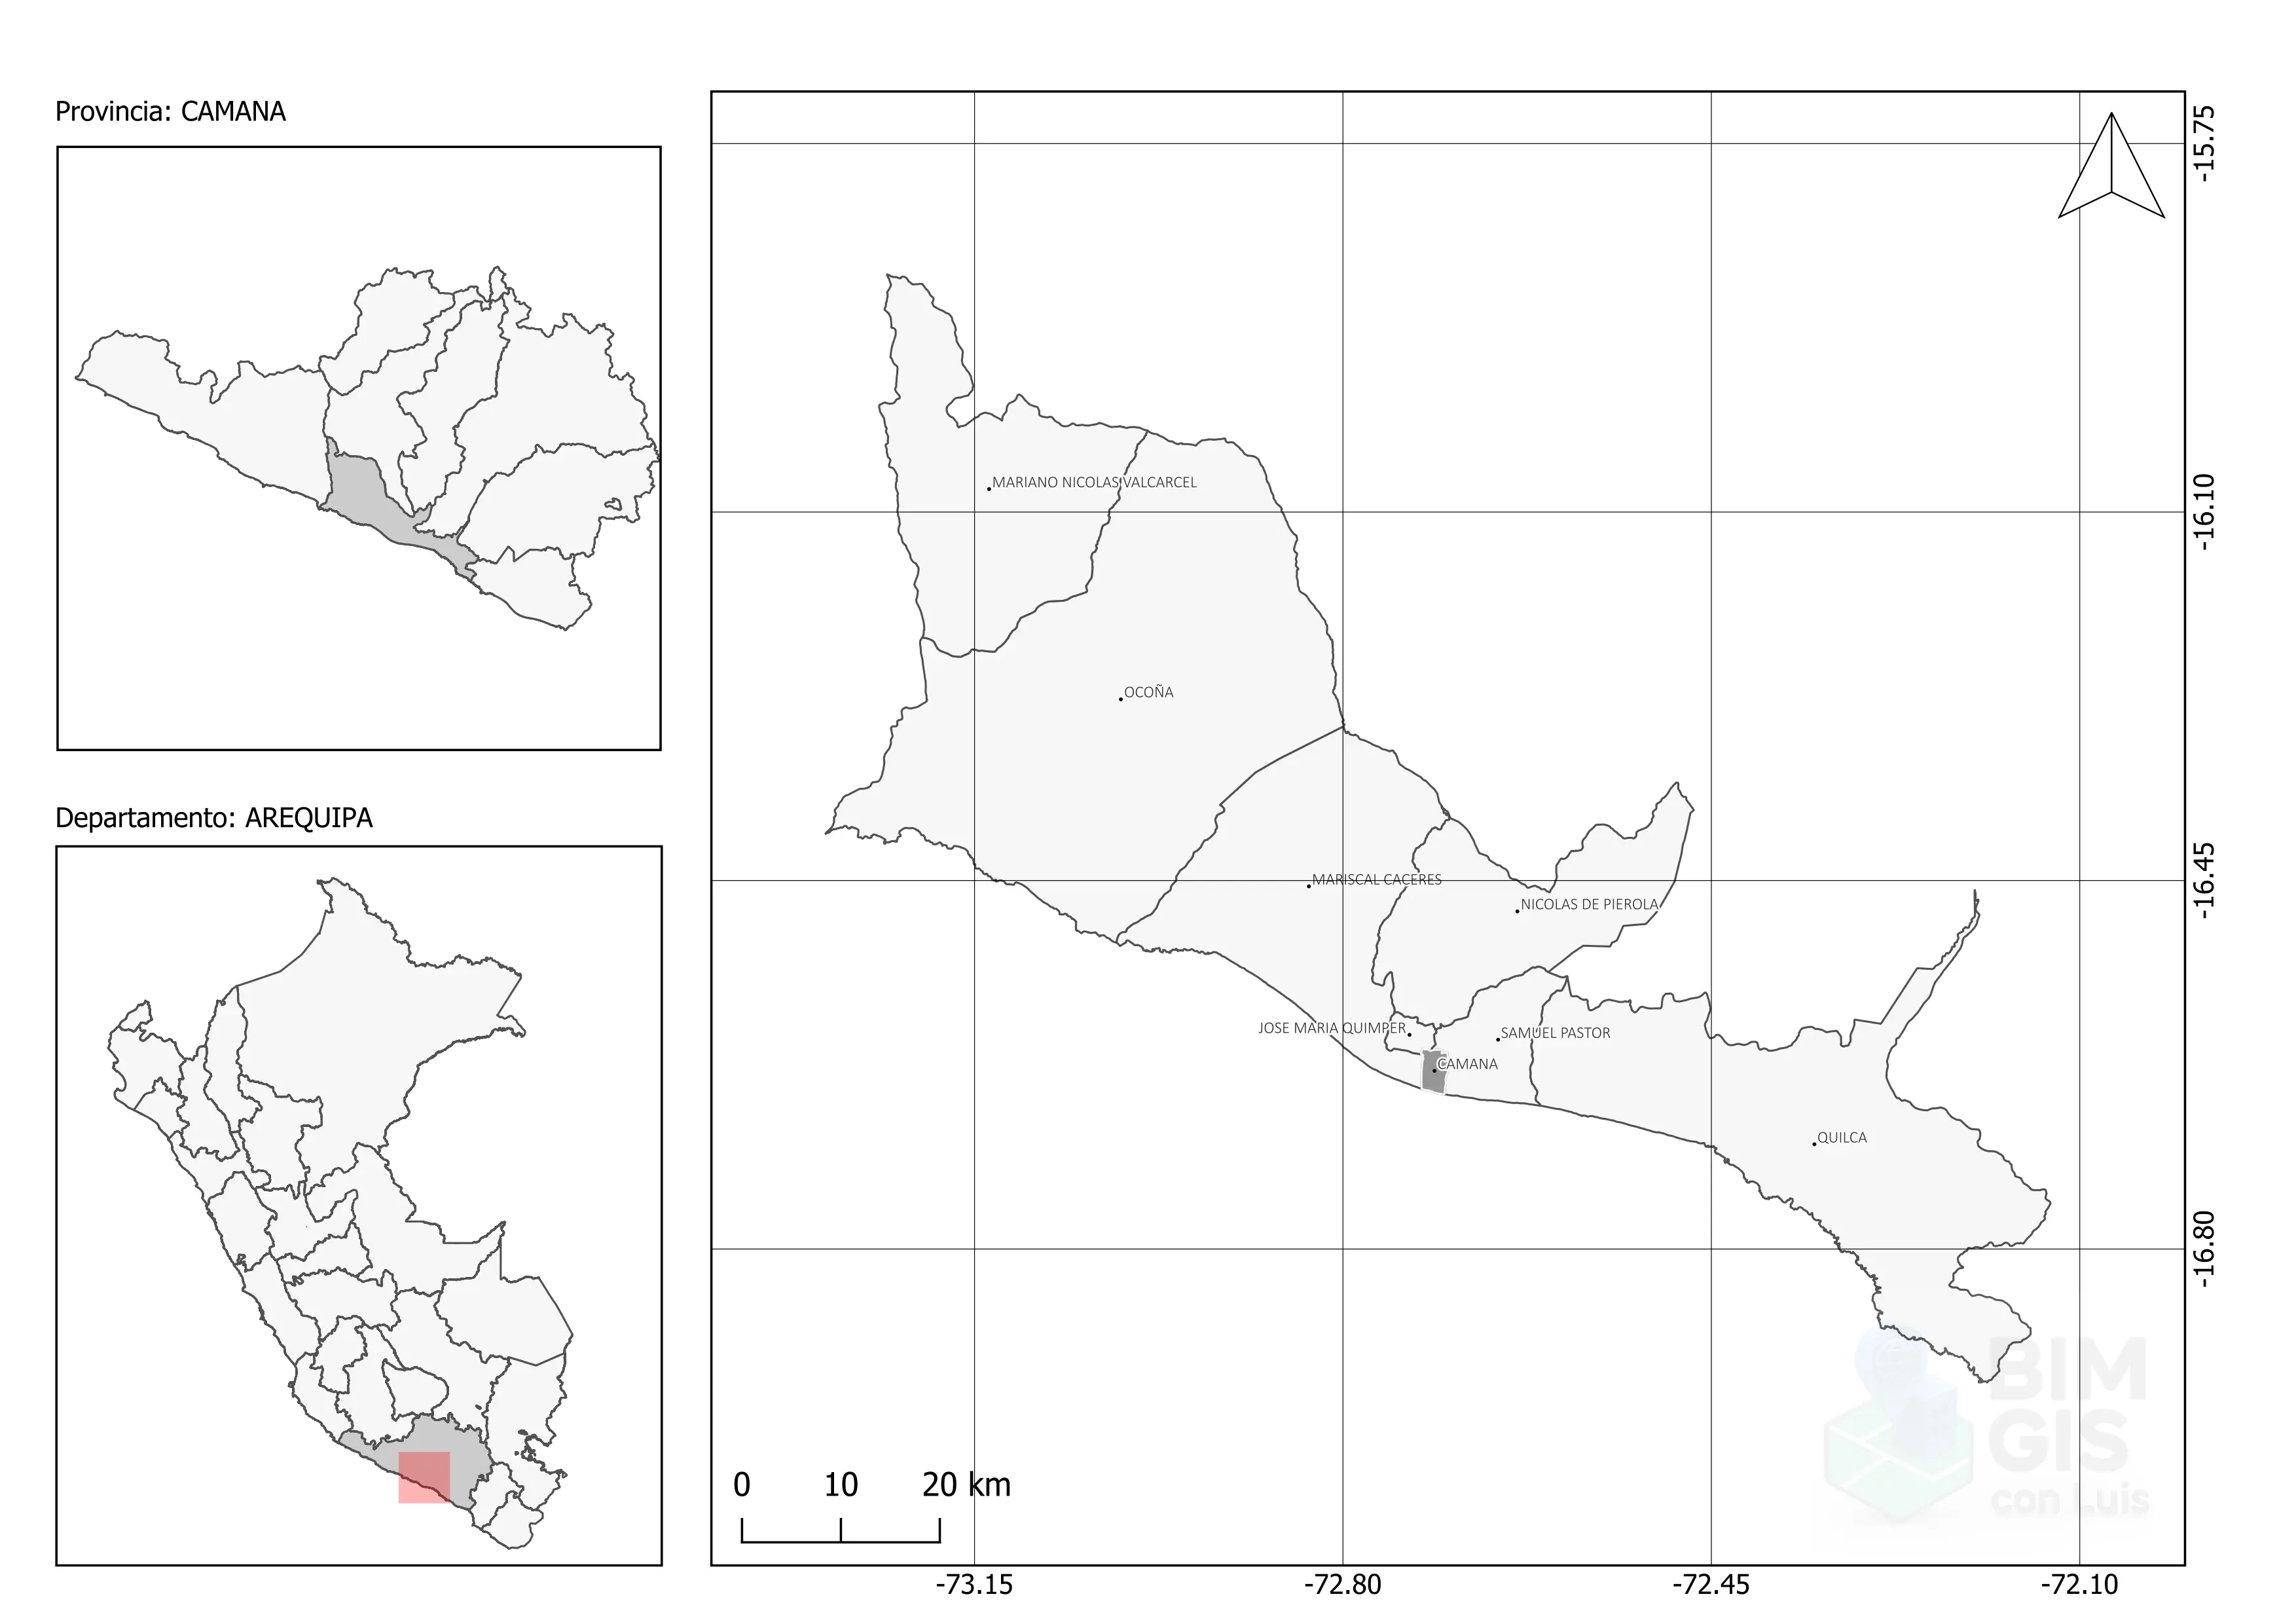 Provincia: CAMANA
Departamento: AREQUIPA
MARIANO NICOLAS VALCARCEL
OCOÑA
MARISCAL CACERES
NICOLAS DE PIEROLA
JOSE MARIA QUIMPER
SAMUEL PASTOR
CAMANA
QUILCA
-15.75
-16.10
-16.45
-16.80
BIM
GIS
con Luis
0 10 20 km
-73.15 -72.80 -72.45 -72.10